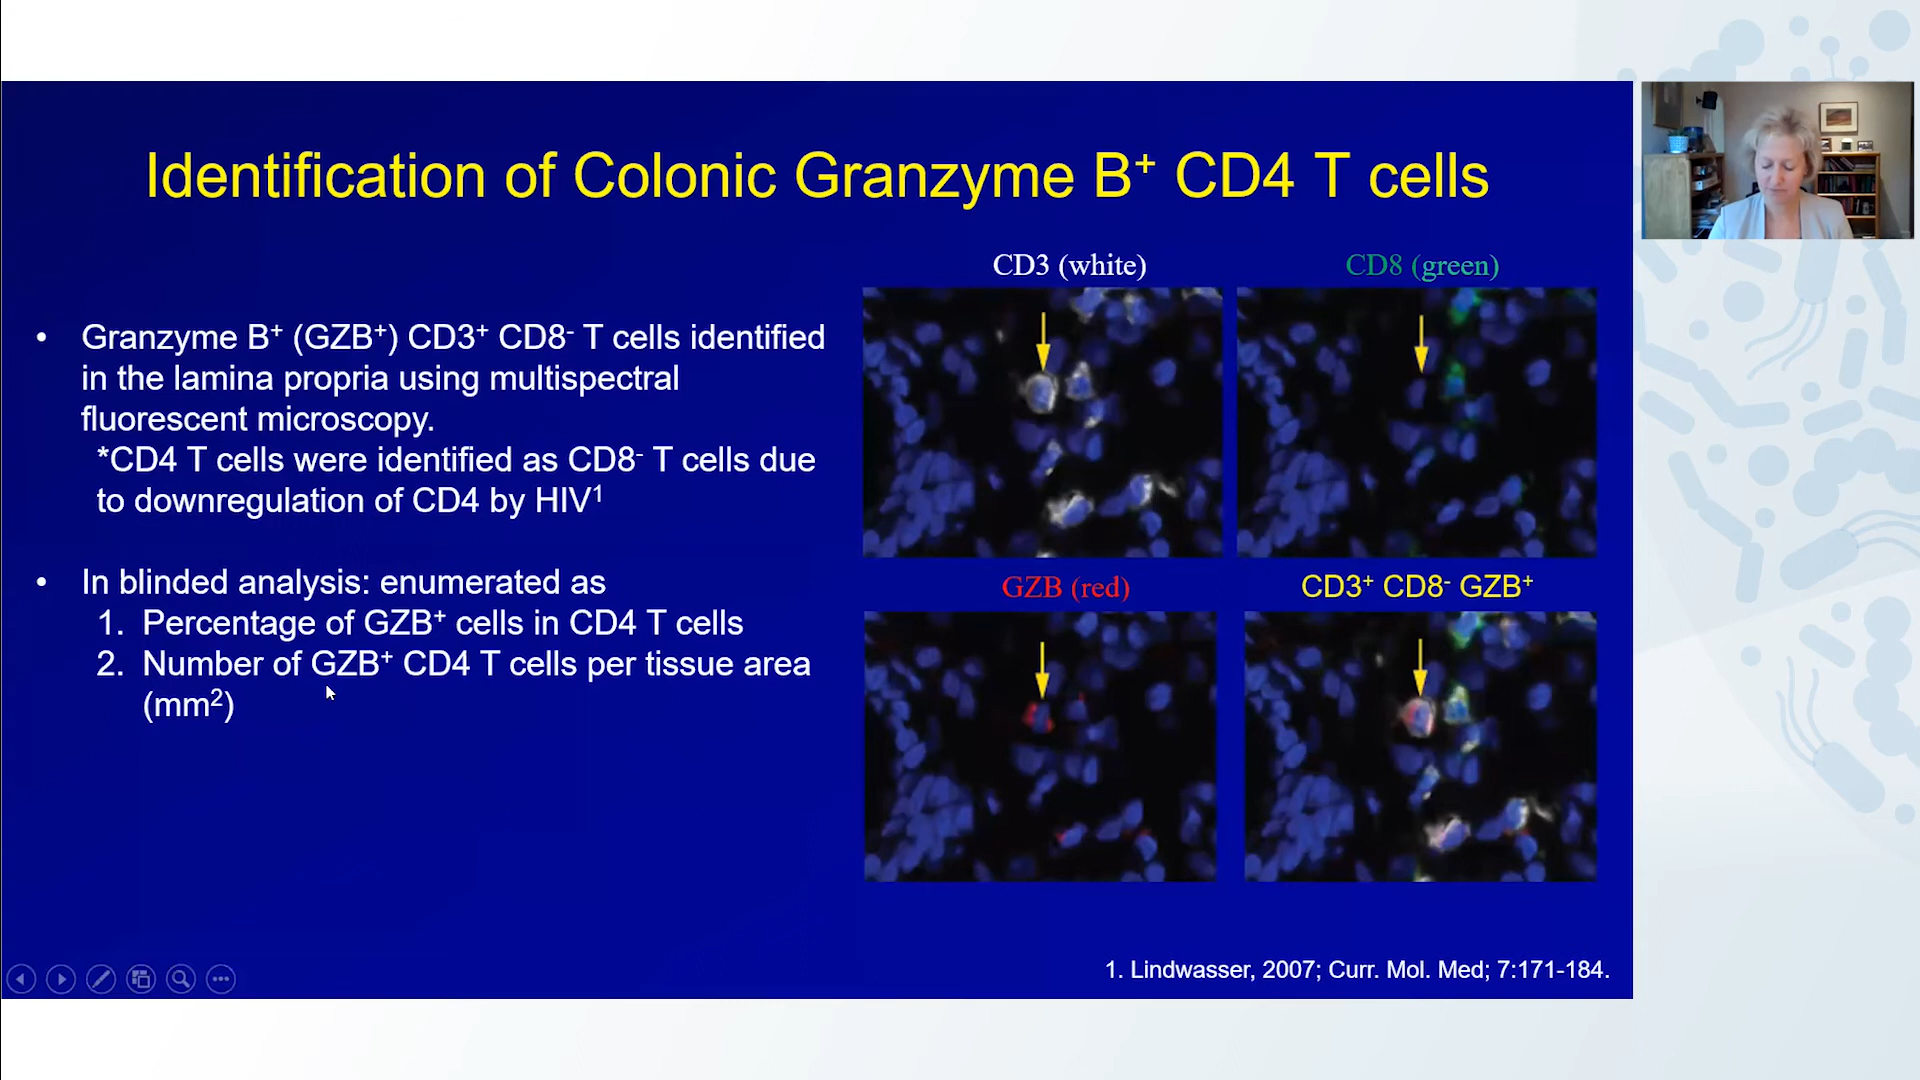 Identification of Colonic Granzyme B⁺ CD4 T cells
• Granzyme B⁺ (GZB⁺) CD3⁺ CD8⁻ T cells identified
in the lamina propria using multispectral
fluorescent microscopy.
*CD4 T cells were identified as CD8⁻ T cells due
to downregulation of CD4 by HIV¹
• In blinded analysis: enumerated as
1. Percentage of GZB⁺ cells in CD4 T cells
2. Number of GZB⁺ CD4 T cells per tissue area
(mm²)
CD3 (white)
CD8 (green)
GZB (red)
CD3⁺ CD8⁻ GZB⁺
1. Lindwasser, 2007; Curr. Mol. Med; 7:171-184.